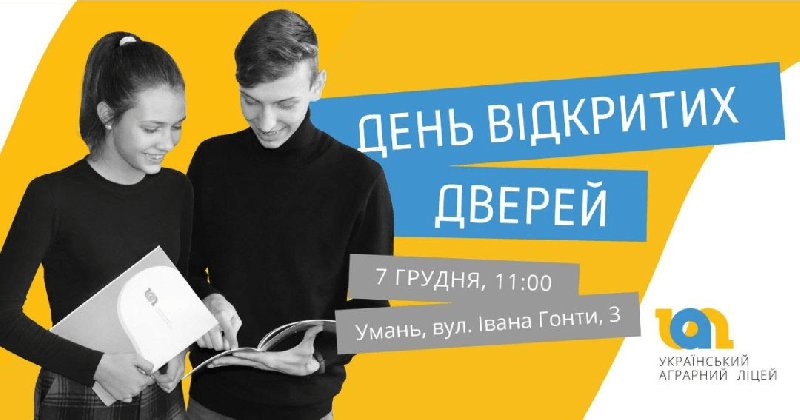 ДЕНЬ ВІДКРИТИХ
ДВЕРЕЙ
7 ГРУДНЯ, 11:00
Умань, вул. Івана Гонти, 3
УКРАЇНСЬКИЙ
АГРАРНИЙ ЛІЦЕЙ